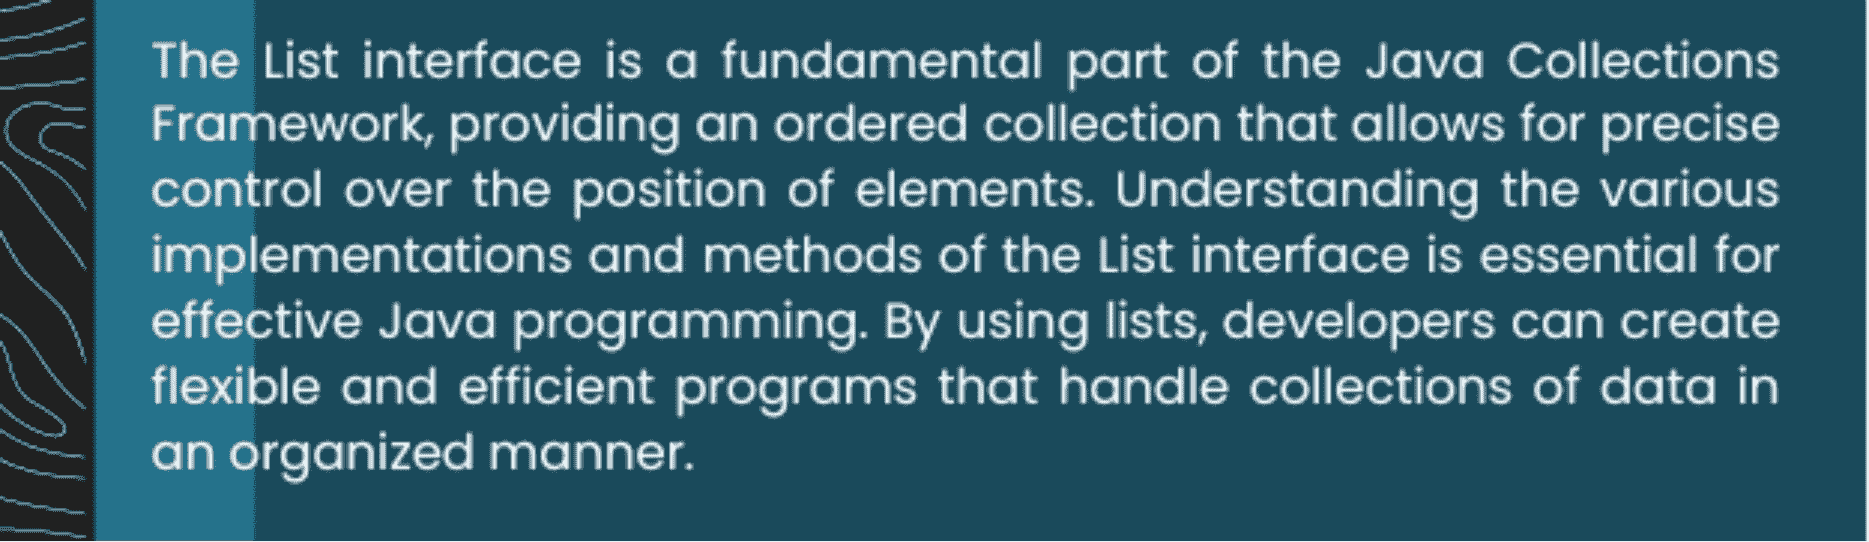 The List interface is a fundamental part of the Java Collections
Framework, providing an ordered collection that allows for precise
control over the position of elements. Understanding the various
implementations and methods of the List interface is essential for
effective Java programming. By using lists, developers can create
flexible and efficient programs that handle collections of data in
an organized manner.